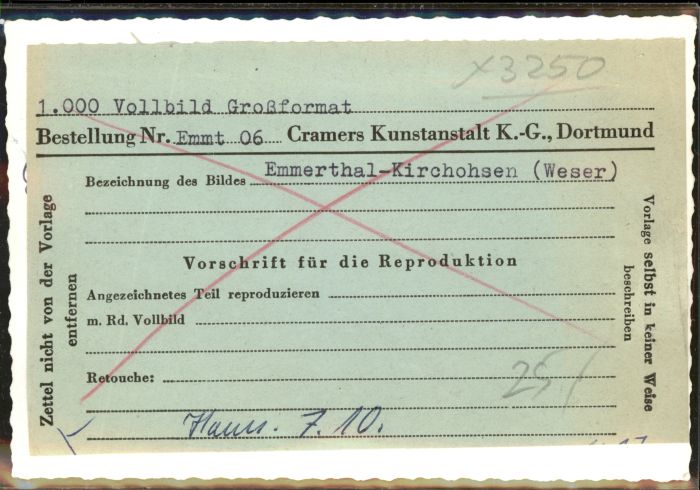 x3250
1.000 Vollbild Großformat
Bestellung Nr. Emmt 06 Cramers Kunstanstalt K.-G., Dortmund
Bezeichnung des Bildes Emmerthal-Kirchohsen (Weser)
Vorschrift für die Reproduktion
Angezeichnetes Teil reproduzieren
m. Rd. Vollbild
Retouche:
25/
7.10.
Zettel nicht von der Vorlage
entfernen
Vorlage selbst in keiner Weise
beschreiben